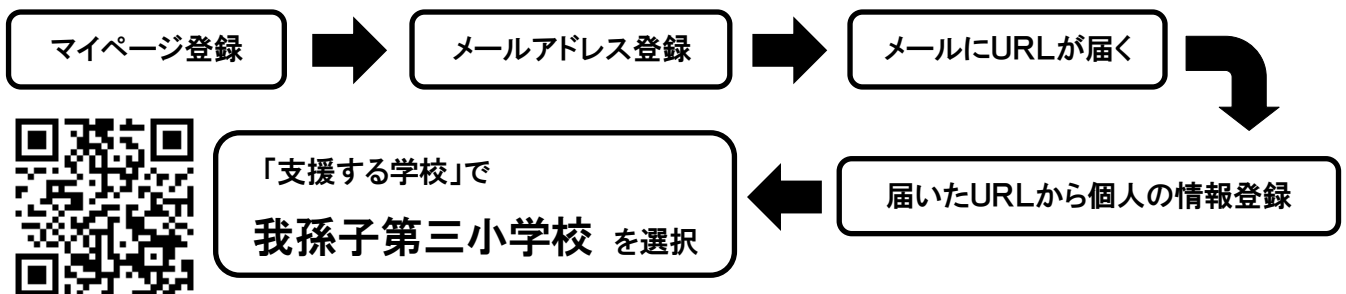 マイページ登録
メールアドレス登録
メールにURLが届く
届いたURLから個人の情報登録
「支援する学校」で
我孫子第三小学校 を選択